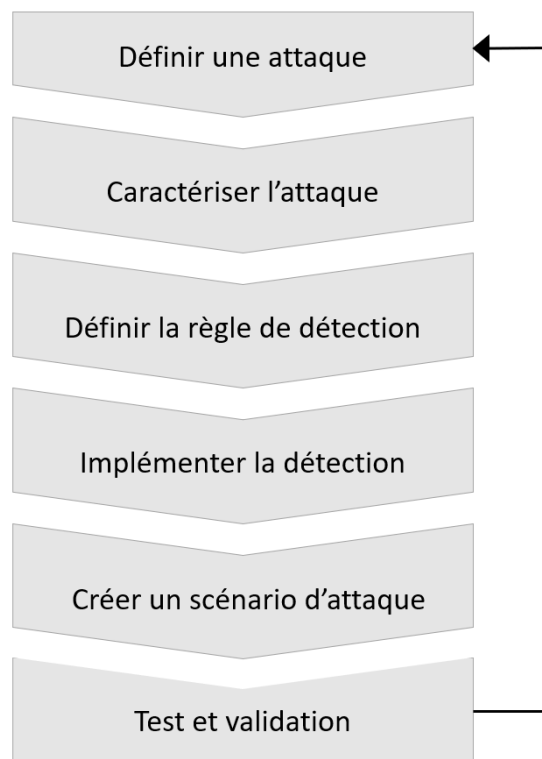 Définir une attaque
Caractériser l’attaque
Définir la règle de détection
Implémenter la détection
Créer un scénario d’attaque
Test et validation